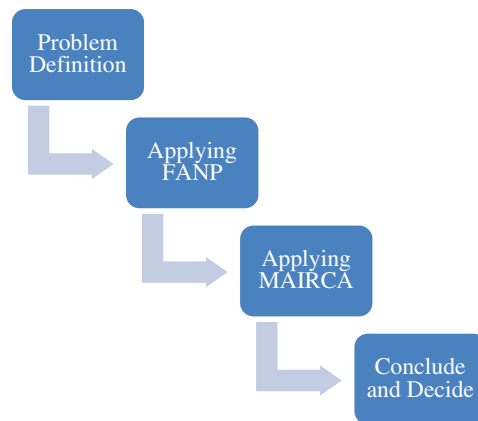 Problem
Definition
Applying
FANP
Applying
MAIRCA
Conclude
and Decide